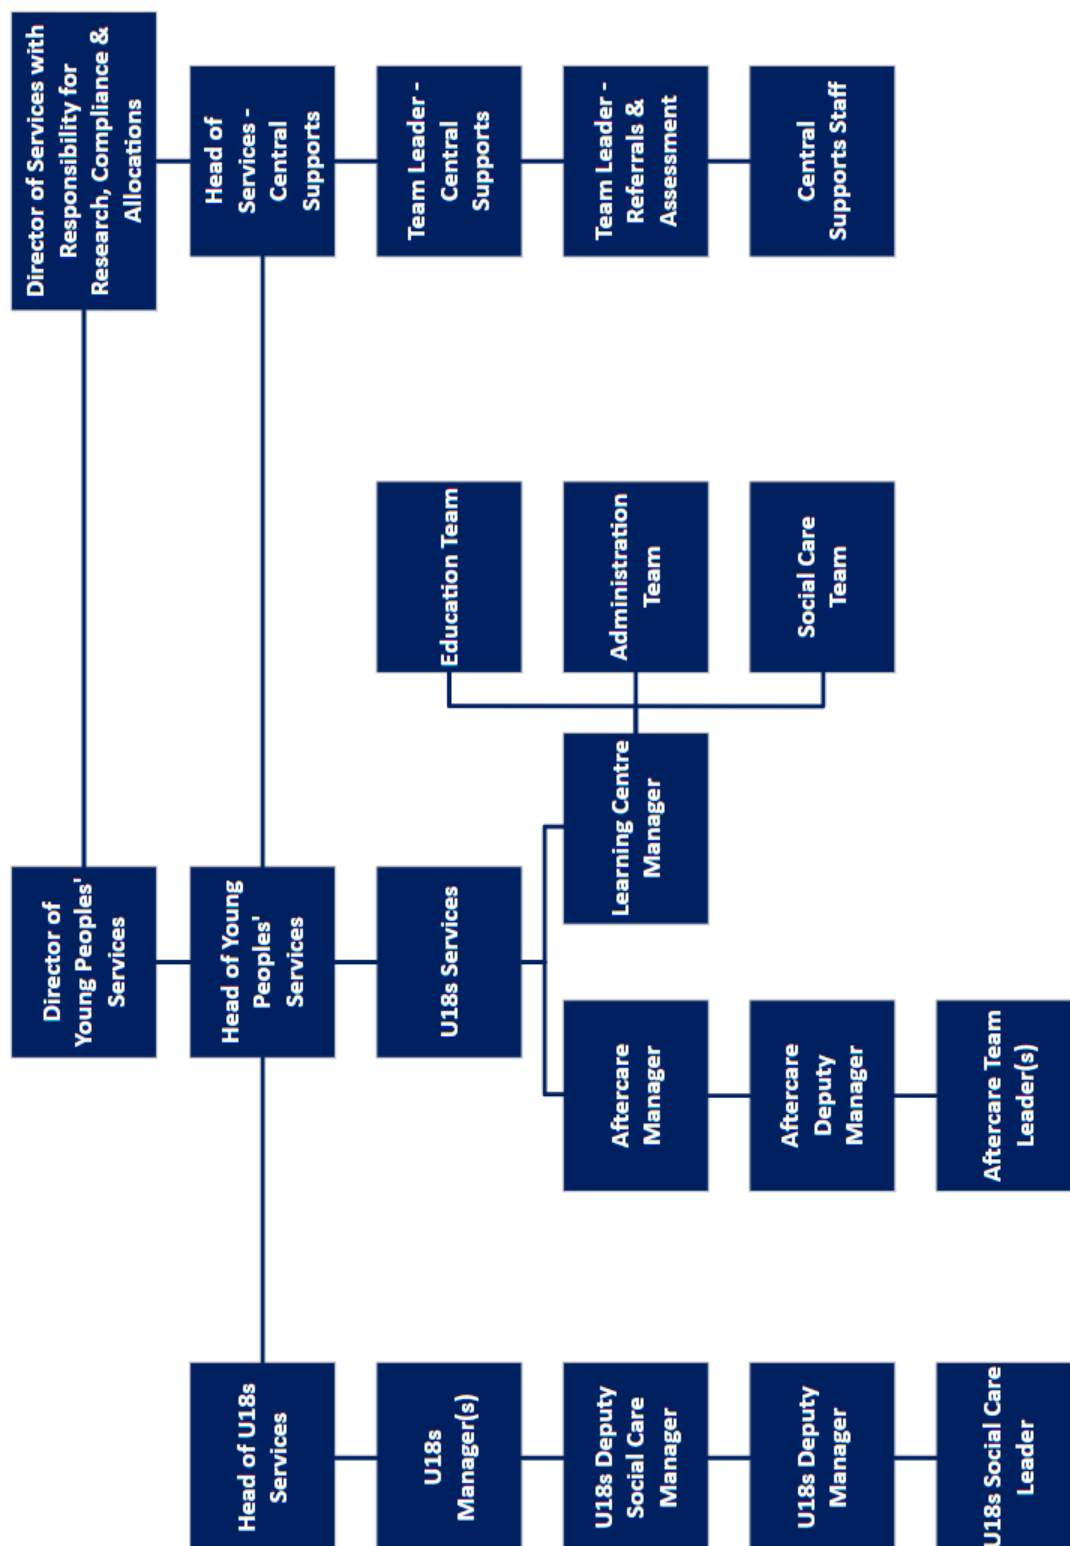 Director of
Young Peoples'
Services
Director of Services with
Responsibility for
Research, Compliance &
Allocations
Head of U18s
Services
Head of Young
Peoples'
Services
Head of
Services -
Central
Supports
U18s
Manager(s)
U18s Services
Education Team
Team Leader -
Central
Supports
U18s Deputy
Social Care
Manager
Aftercare
Manager
Learning Centre
Manager
Administration
Team
Team Leader -
Referrals &
Assessment
U18s Deputy
Manager
Aftercare
Deputy
Manager
Social Care
Team
Central
Supports Staff
U18s Social Care
Leader
Aftercare Team
Leader(s)